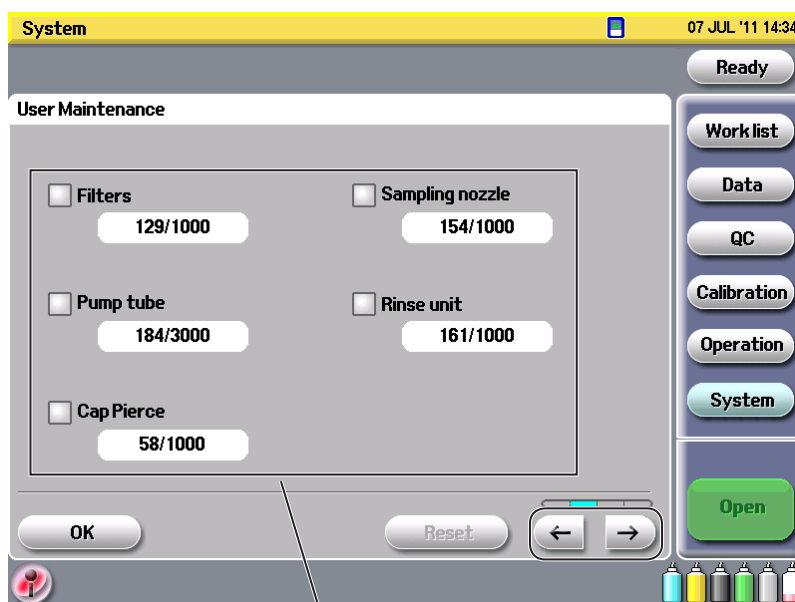 System
07 JUL '11 14:34
Ready
User Maintenance
Work list
Filters
Sampling nozzle
Data
129/1000
154/1000
QC
Calibration
Pump tube
Rinse unit
184/3000
161/1000
Operation
System
Cap Pierce
58/1000
Open
OK
Reset
← →